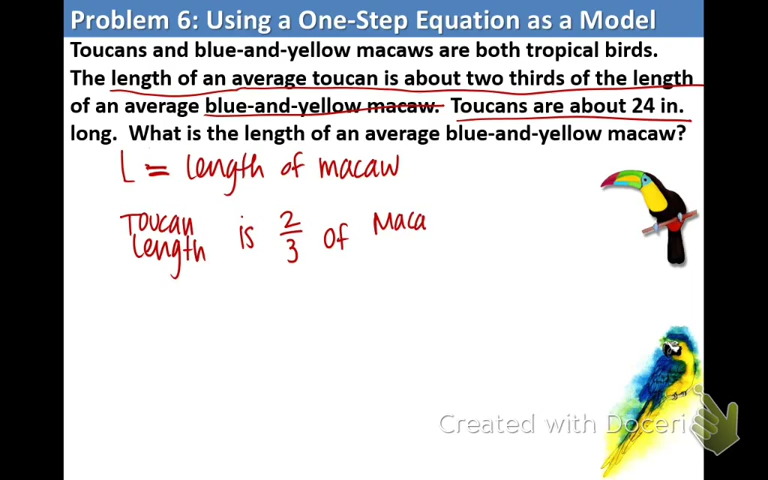 Problem 6: Using a One-Step Equation as a Model
Toucans and blue-and-yellow macaws are both tropical birds.
The length of an average toucan is about two thirds of the length
of an average blue-and-yellow macaw. Toucans are about 24 in.
long. What is the length of an average blue-and-yellow macaw?
L = length of macaw
Toucan length is 2/3 of Maca
Created with Doceri